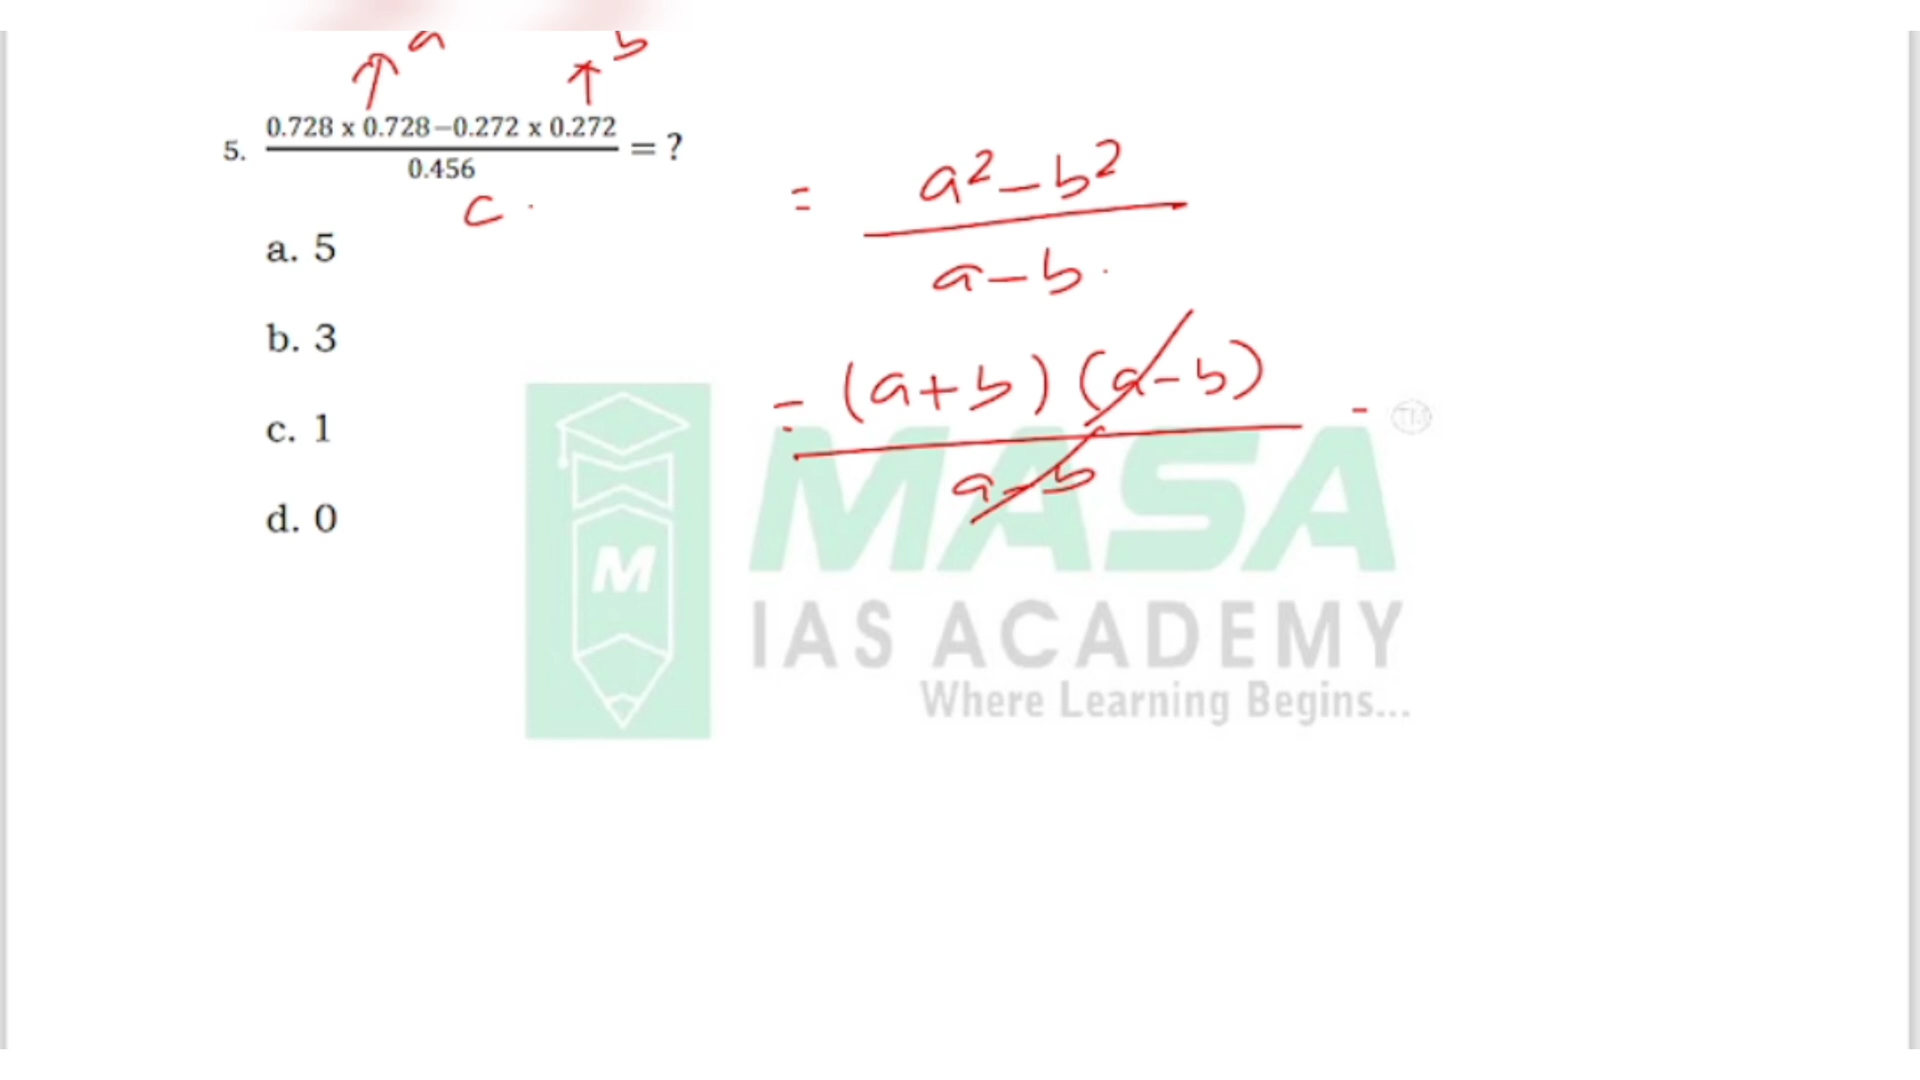 a b
5. 0.728 x 0.728−0.272 x 0.272 / 0.456 = ?
c .
a. 5
b. 3
c. 1
d. 0
= a² − b² / a − b .
= (a + b) (a − b) / a − b =
M
MASA ™
IAS ACADEMY
Where Learning Begins...